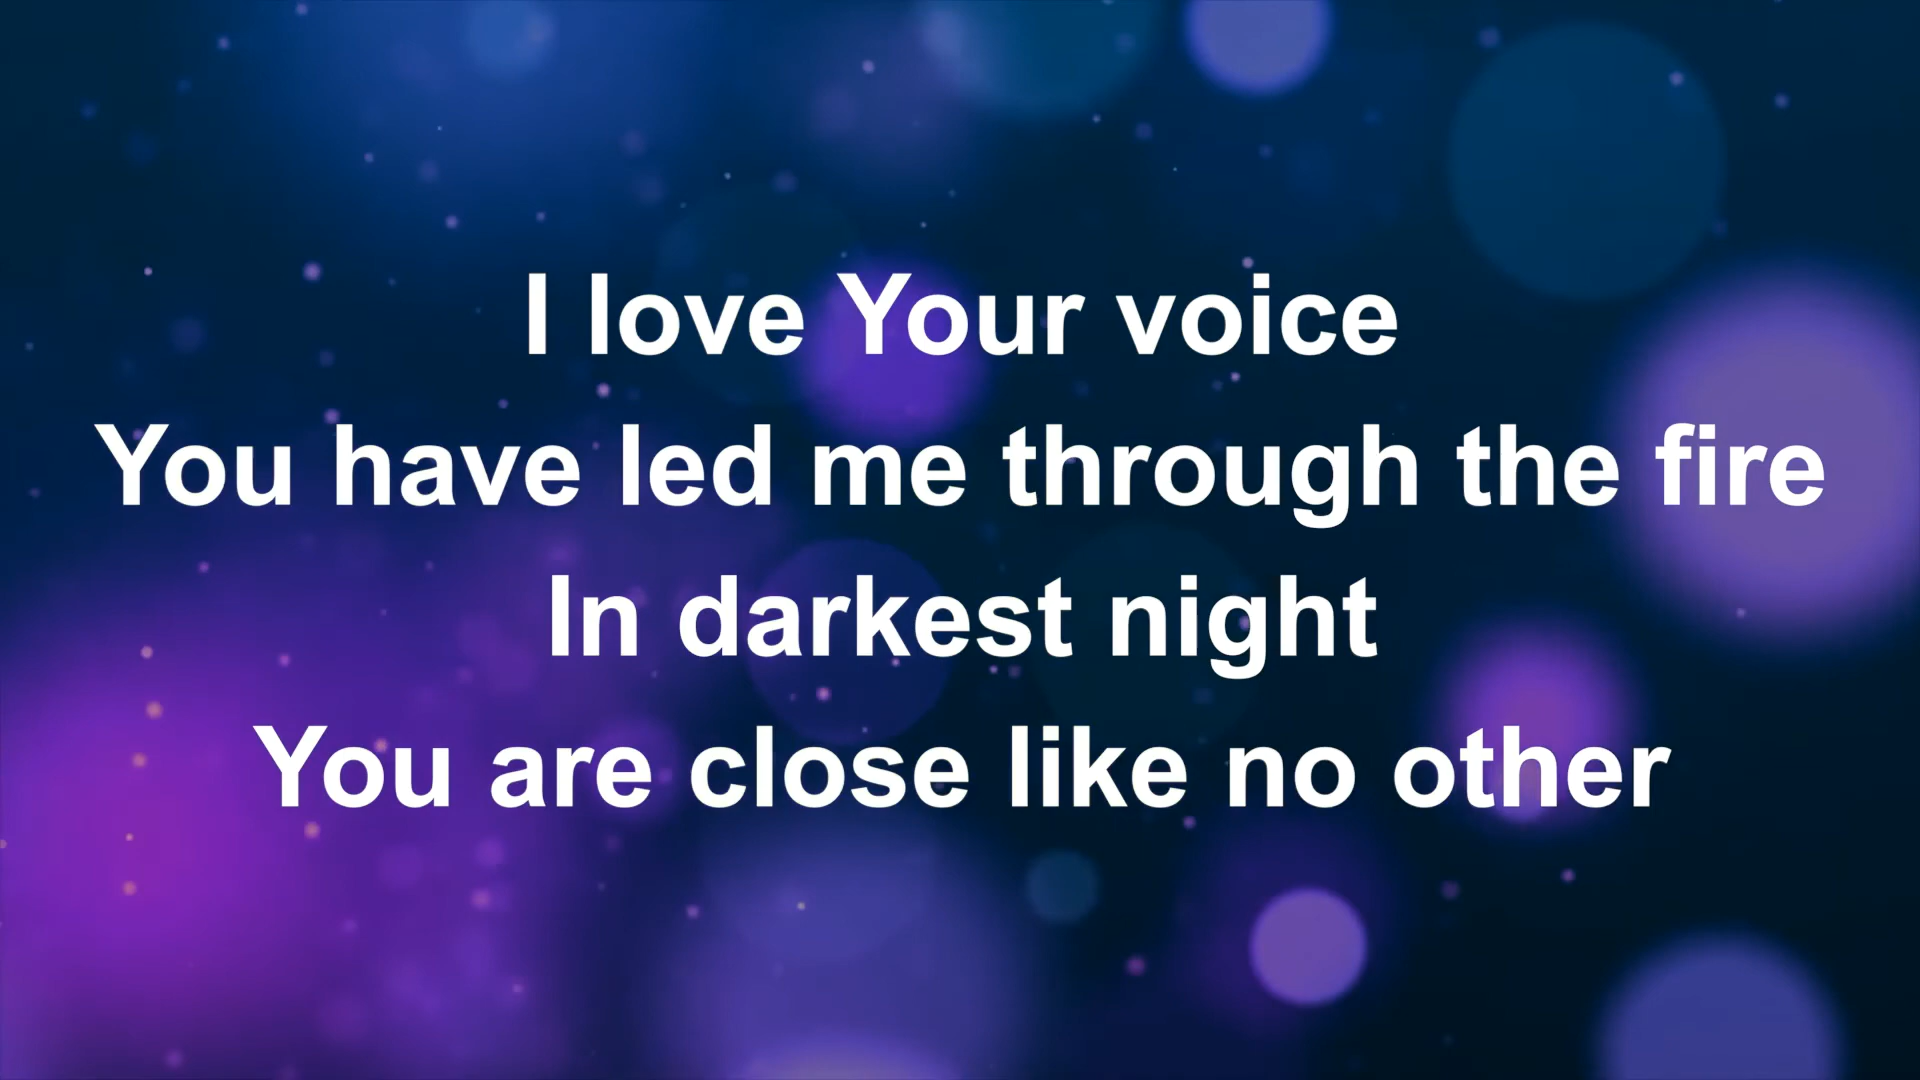 I love Your voice
You have led me through the fire
In darkest night
You are close like no other